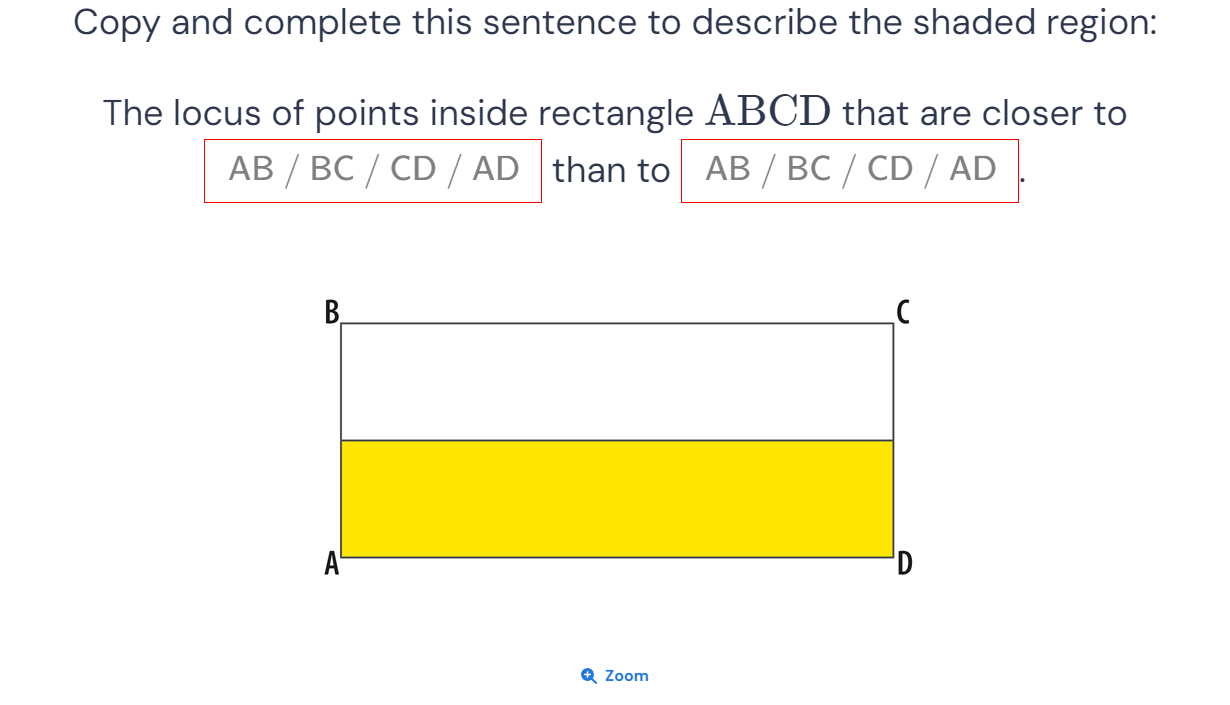 Copy and complete this sentence to describe the shaded region:
The locus of points inside rectangle ABCD that are closer to
AB / BC / CD / AD than to AB / BC / CD / AD.
B C
A D
Zoom